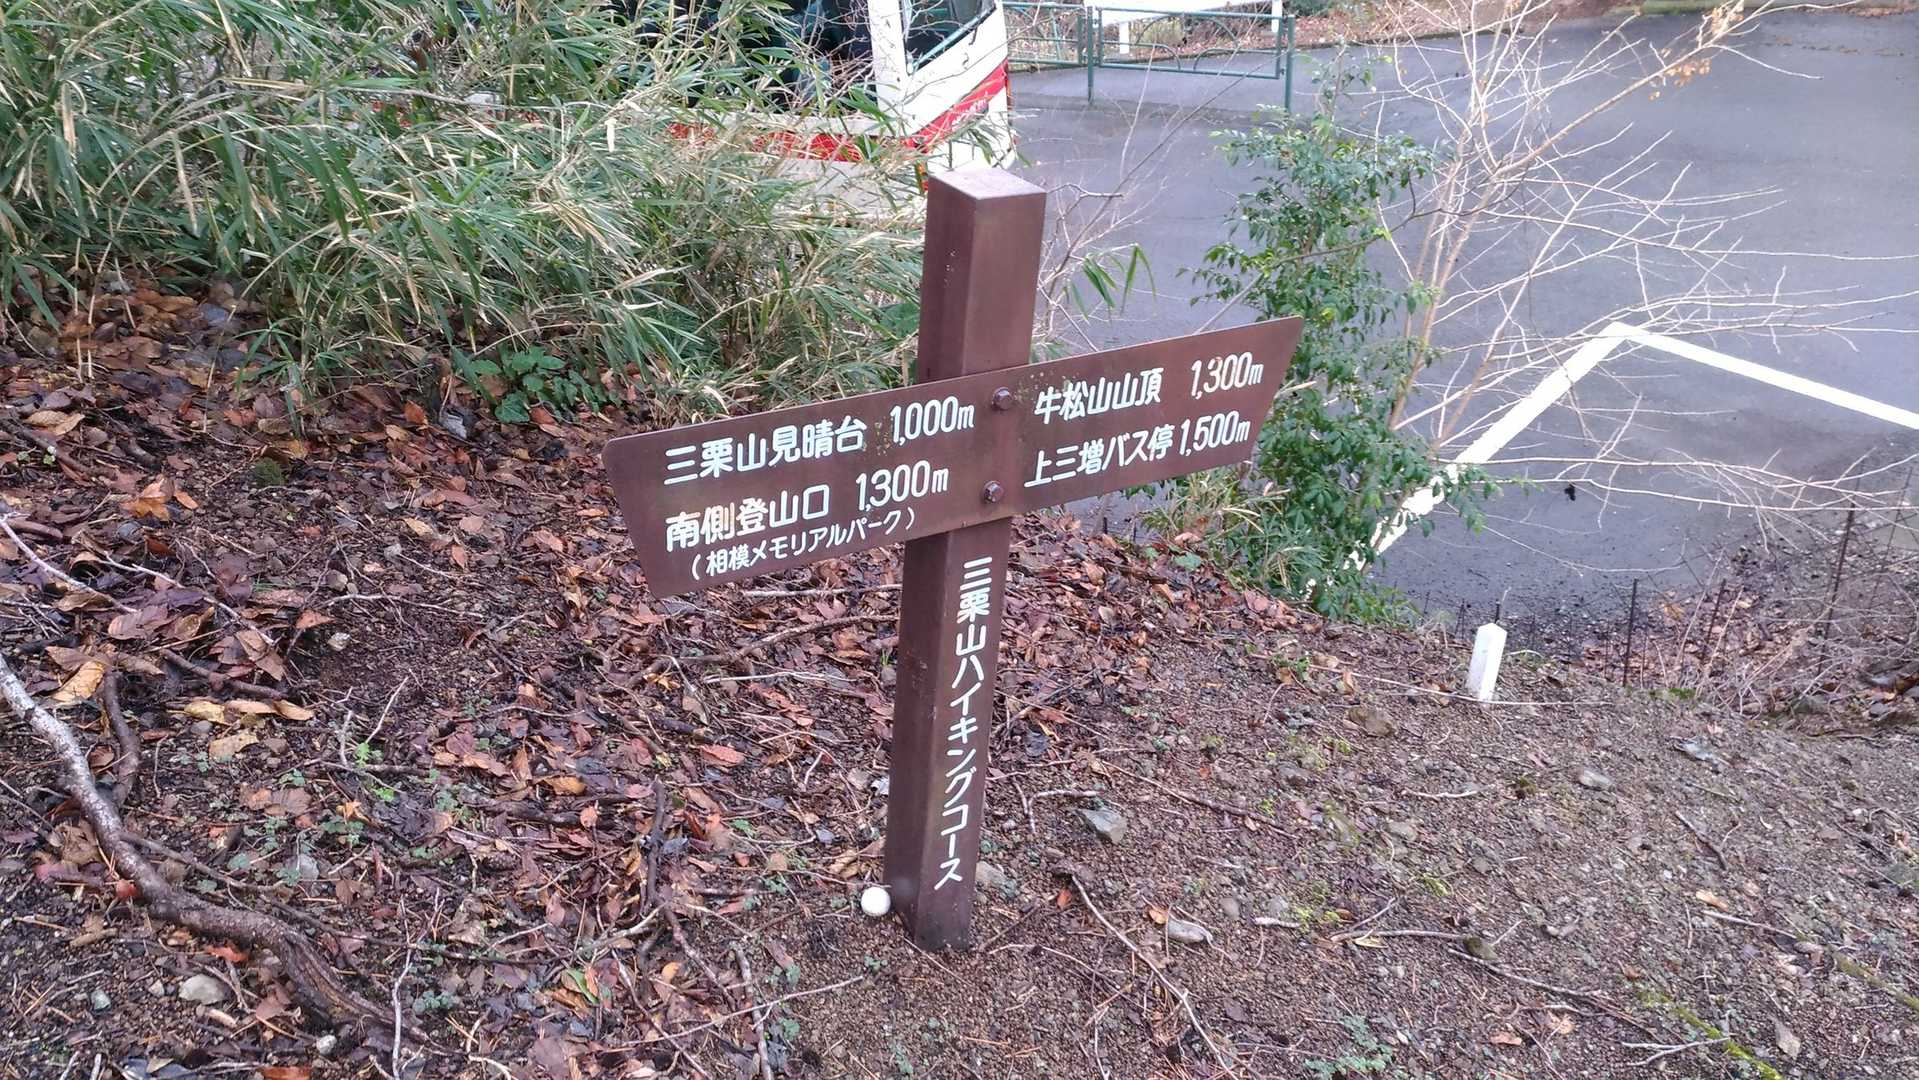 三栗山見晴台 1,000m
南側登山口 1,300m
(相模メモリアルパーク)
牛松山山頂 1,300m
上三増バス停 1,500m
三栗山ハイキングコース